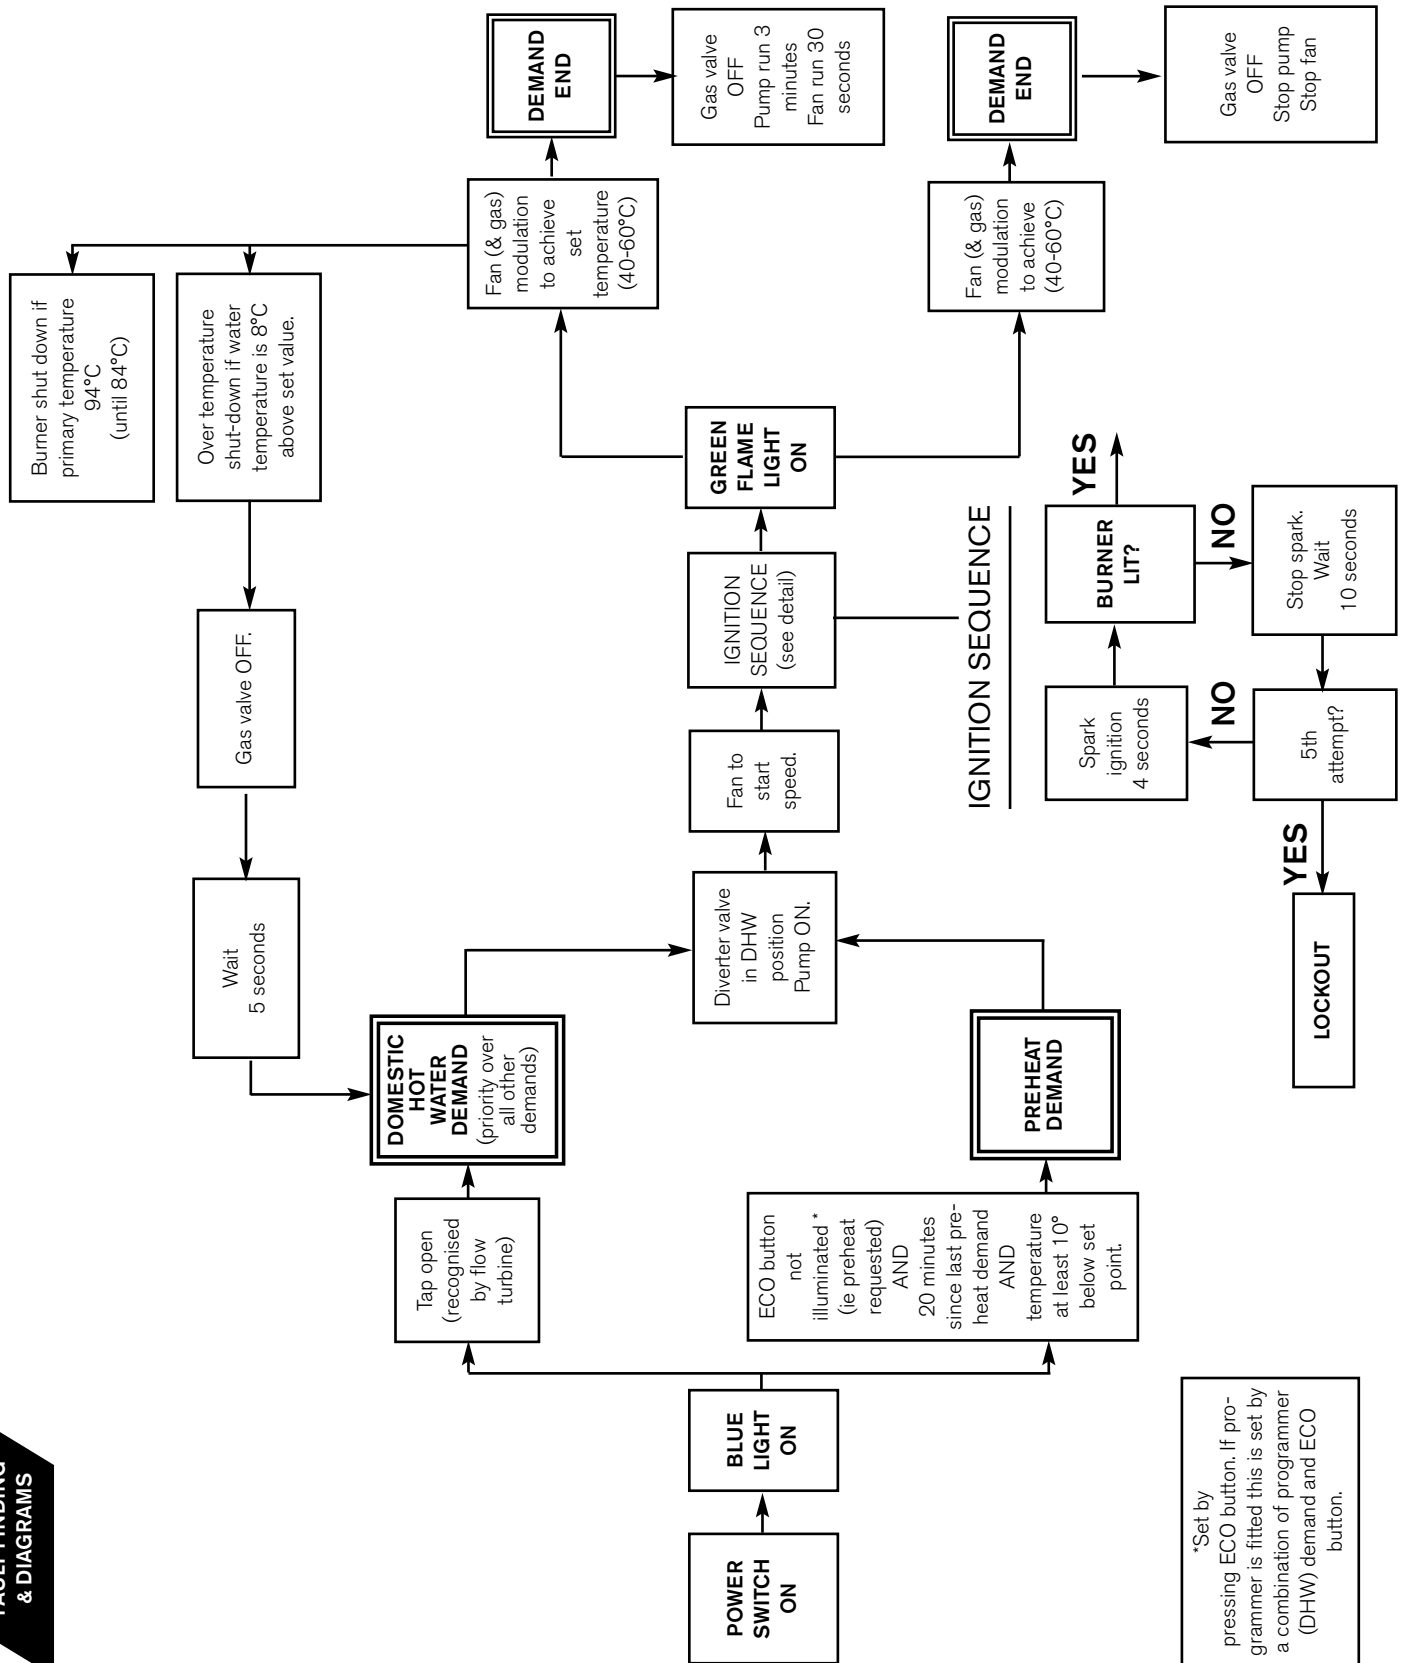 FAULT FINDING
& DIAGRAMS
POWER
SWITCH
ON
BLUE
LIGHT
ON
Tap open
(recognised
by flow
turbine)
DOMESTIC
HOT
WATER
DEMAND
(priority over
all other
demands)
Wait
5 seconds
Gas valve OFF.
Over temperature
shut-down if water
temperature is 8°C
above set value.
Burner shut down if
primary temperature
94°C
(until 84°C)
ECO button
not
illuminated *
(ie preheat
requested)
AND
20 minutes
since last pre-
heat demand
AND
temperature
at least 10°
below set
point.
PREHEAT
DEMAND
Diverter valve
in DHW
position
Pump ON.
Fan to
start
speed.
IGNITION
SEQUENCE
(see detail)
GREEN
FLAME
LIGHT
ON
Fan (& gas)
modulation
to achieve
set
temperature
(40-60°C)
DEMAND
END
Gas valve
OFF
Pump run 3
minutes
Fan run 30
seconds
Fan (& gas)
modulation
to achieve
(40-60°C)
DEMAND
END
Gas valve
OFF
Stop pump
Stop fan
IGNITION SEQUENCE
Spark
ignition
4 seconds
BURNER
LIT?
YES
NO
Stop spark.
Wait
10 seconds
5th
attempt?
NO
YES
LOCKOUT
*Set by
pressing ECO button. If pro-
grammer is fitted this is set by
a combination of programmer
(DHW) demand and ECO
button.